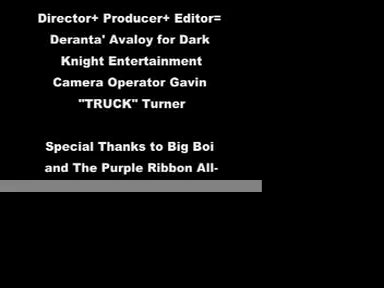 Director+ Producer+ Editor=
Deranta' Avaloy for Dark
Knight Entertainment
Camera Operator Gavin
"TRUCK" Turner
Special Thanks to Big Boi
and The Purple Ribbon All-